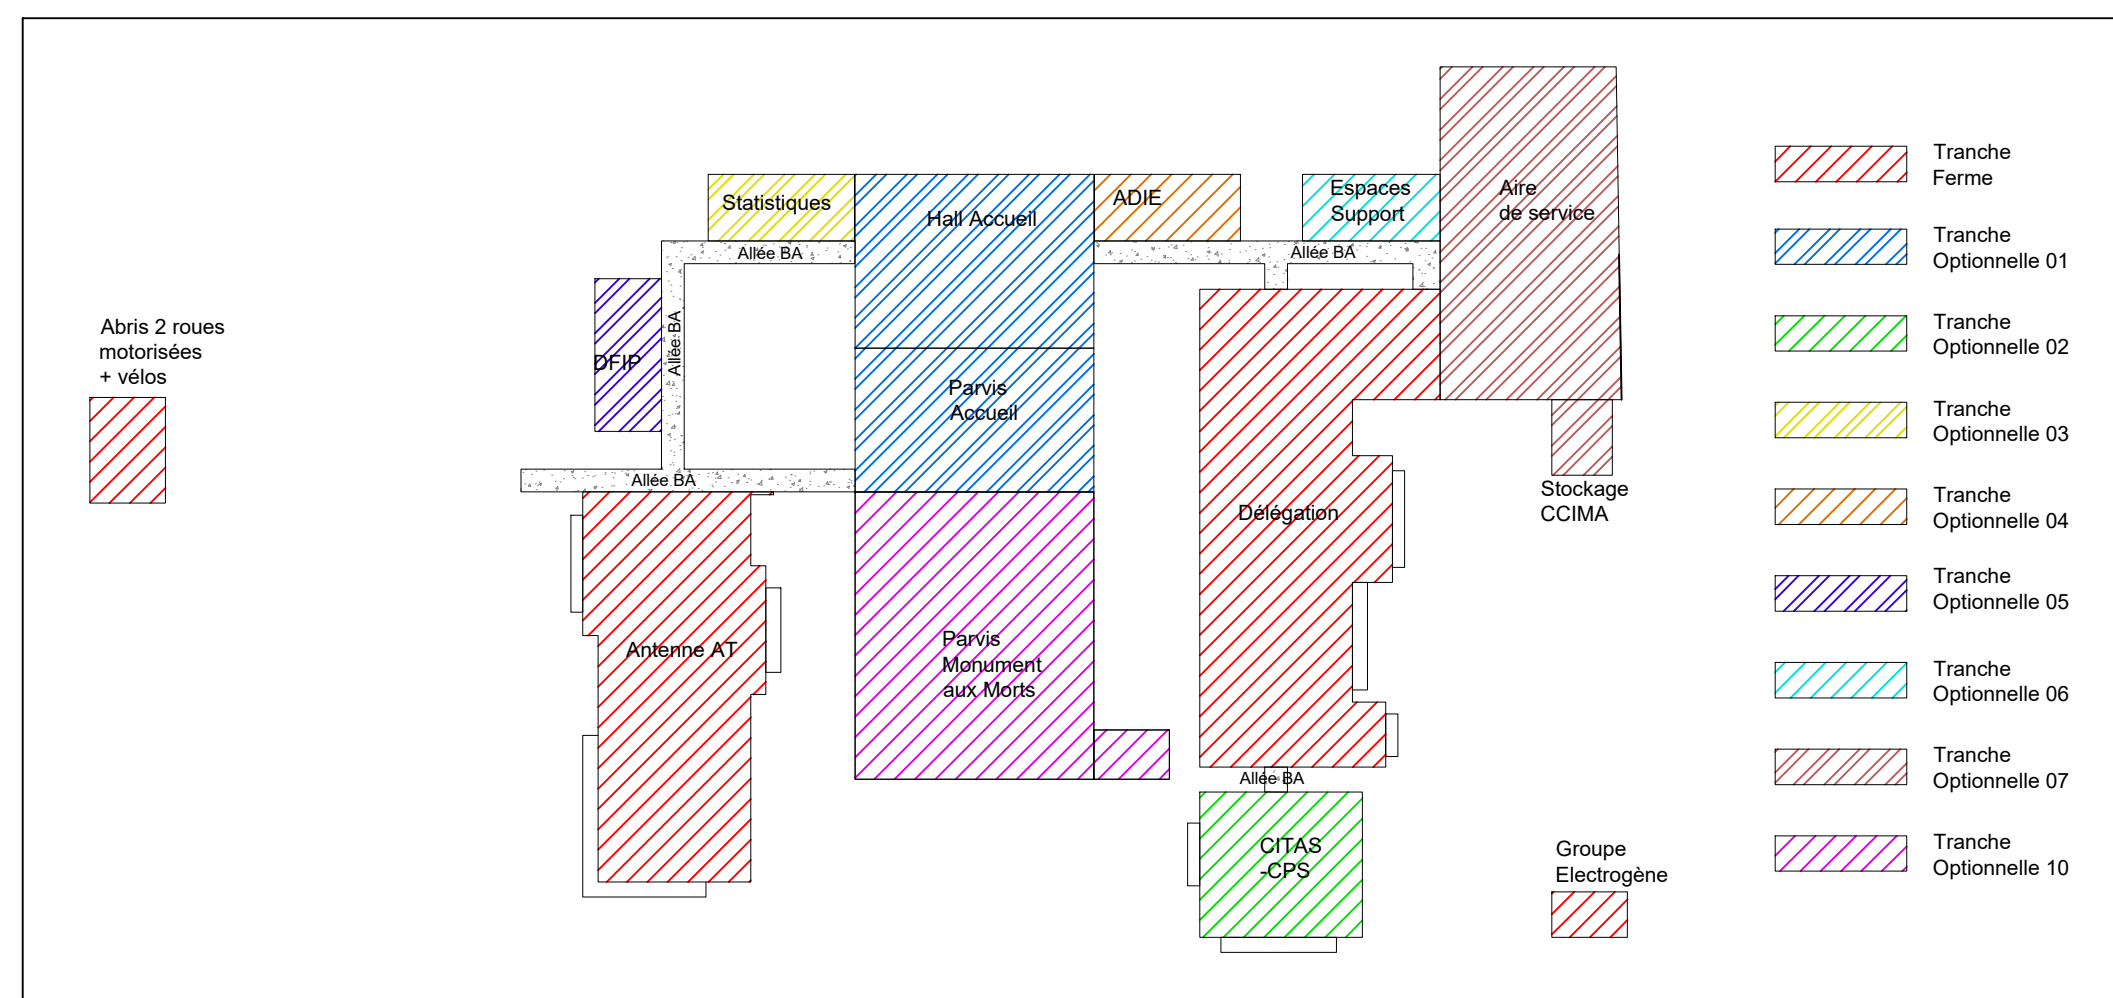 Statistiques
Hall Accueil
ADIE
Espaces
Support
Aire
de service
Allée BA
Allée BA
Allée BA
DFIP
Abris 2 roues
motorisées
+ vélos
Parvis
Accueil
Allée BA
Délégation
Stockage
CCIMA
Antenne AT
Parvis
Monument
aux Morts
Allée BA
CITAS
-CPS
Groupe
Electrogène
Tranche
Ferme
Tranche
Optionnelle 01
Tranche
Optionnelle 02
Tranche
Optionnelle 03
Tranche
Optionnelle 04
Tranche
Optionnelle 05
Tranche
Optionnelle 06
Tranche
Optionnelle 07
Tranche
Optionnelle 10